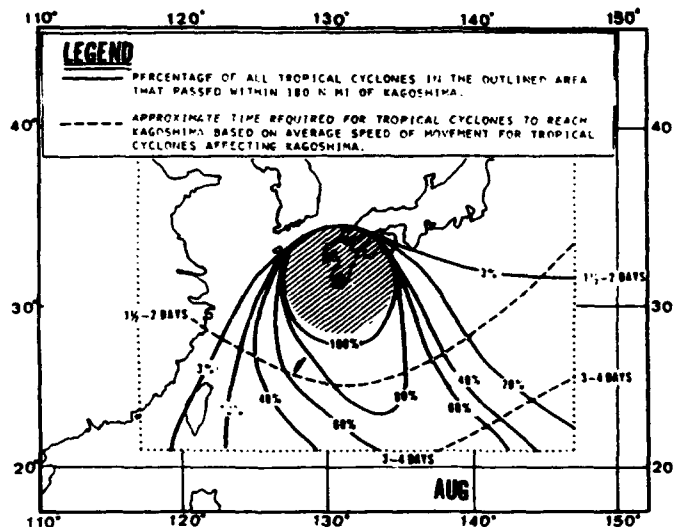 110° 120° 130° 140° 150°
LEGEND
PERCENTAGE OF ALL TROPICAL CYCLONES IN THE OUTLINED AREA
THAT PASSED WITHIN 180 N MI OF KAGOSHIMA.
APPROXIMATE TIME REQUIRED FOR TROPICAL CYCLONES TO REACH
KAGOSHIMA BASED ON AVERAGE SPEED OF MOVEMENT FOR TROPICAL
CYCLONES AFFECTING KAGOSHIMA.
40° 40
3% 1½-2 DAYS
30° 30
1½-2 DAYS
100%
3% 40% 60% 80% 60% 40% 20% 3-4 DAYS
3-4 DAYS
20° 20
AUG
110° 120° 130° 140° 150°